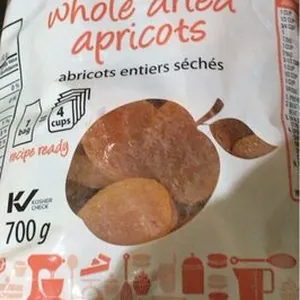 whole dried
apricots
abricots entiers séchés
1
bag
4
cups
recipe ready
KOSHER
CHECK
700 g